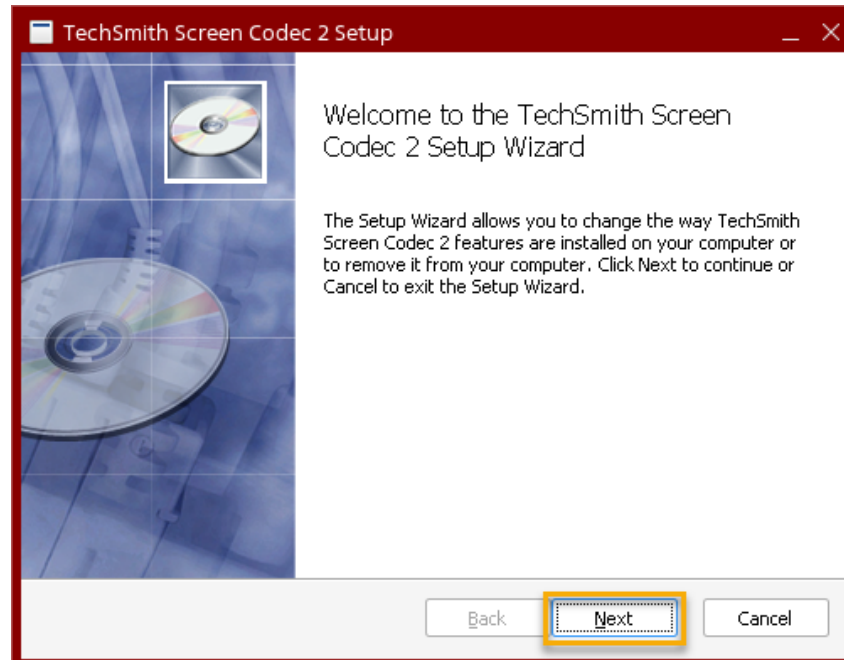 TechSmith Screen Codec 2 Setup
Welcome to the TechSmith Screen
Codec 2 Setup Wizard
The Setup Wizard allows you to change the way TechSmith
Screen Codec 2 features are installed on your computer or
to remove it from your computer. Click Next to continue or
Cancel to exit the Setup Wizard.
Back Next Cancel